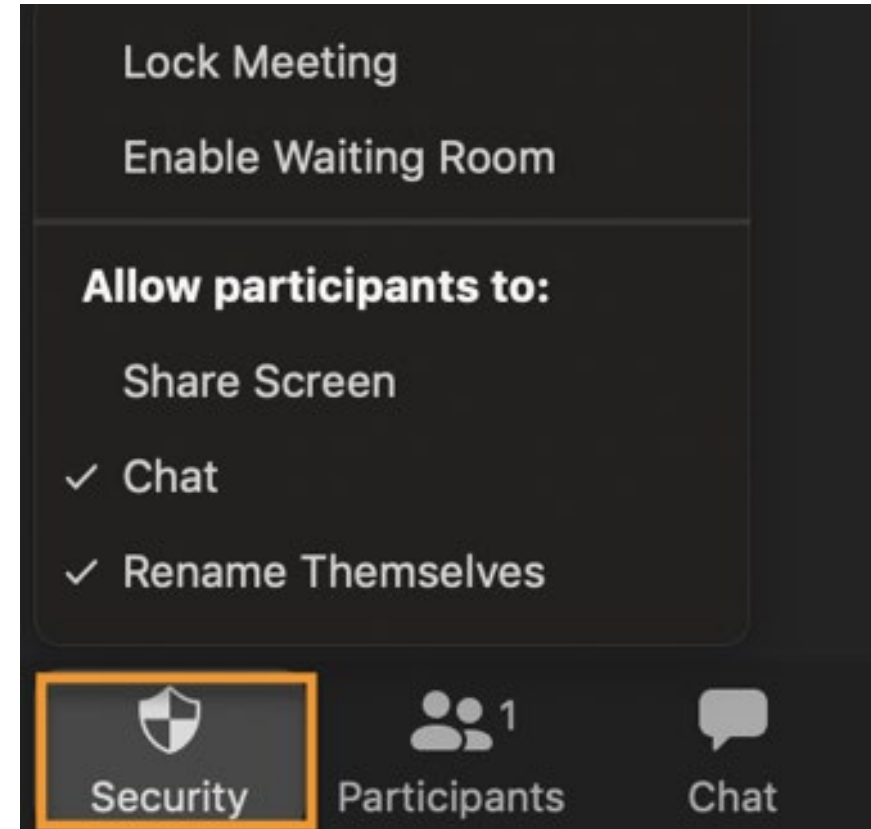 Lock Meeting
Enable Waiting Room
Allow participants to:
Share Screen
✓ Chat
✓ Rename Themselves
1
Security Participants Chat